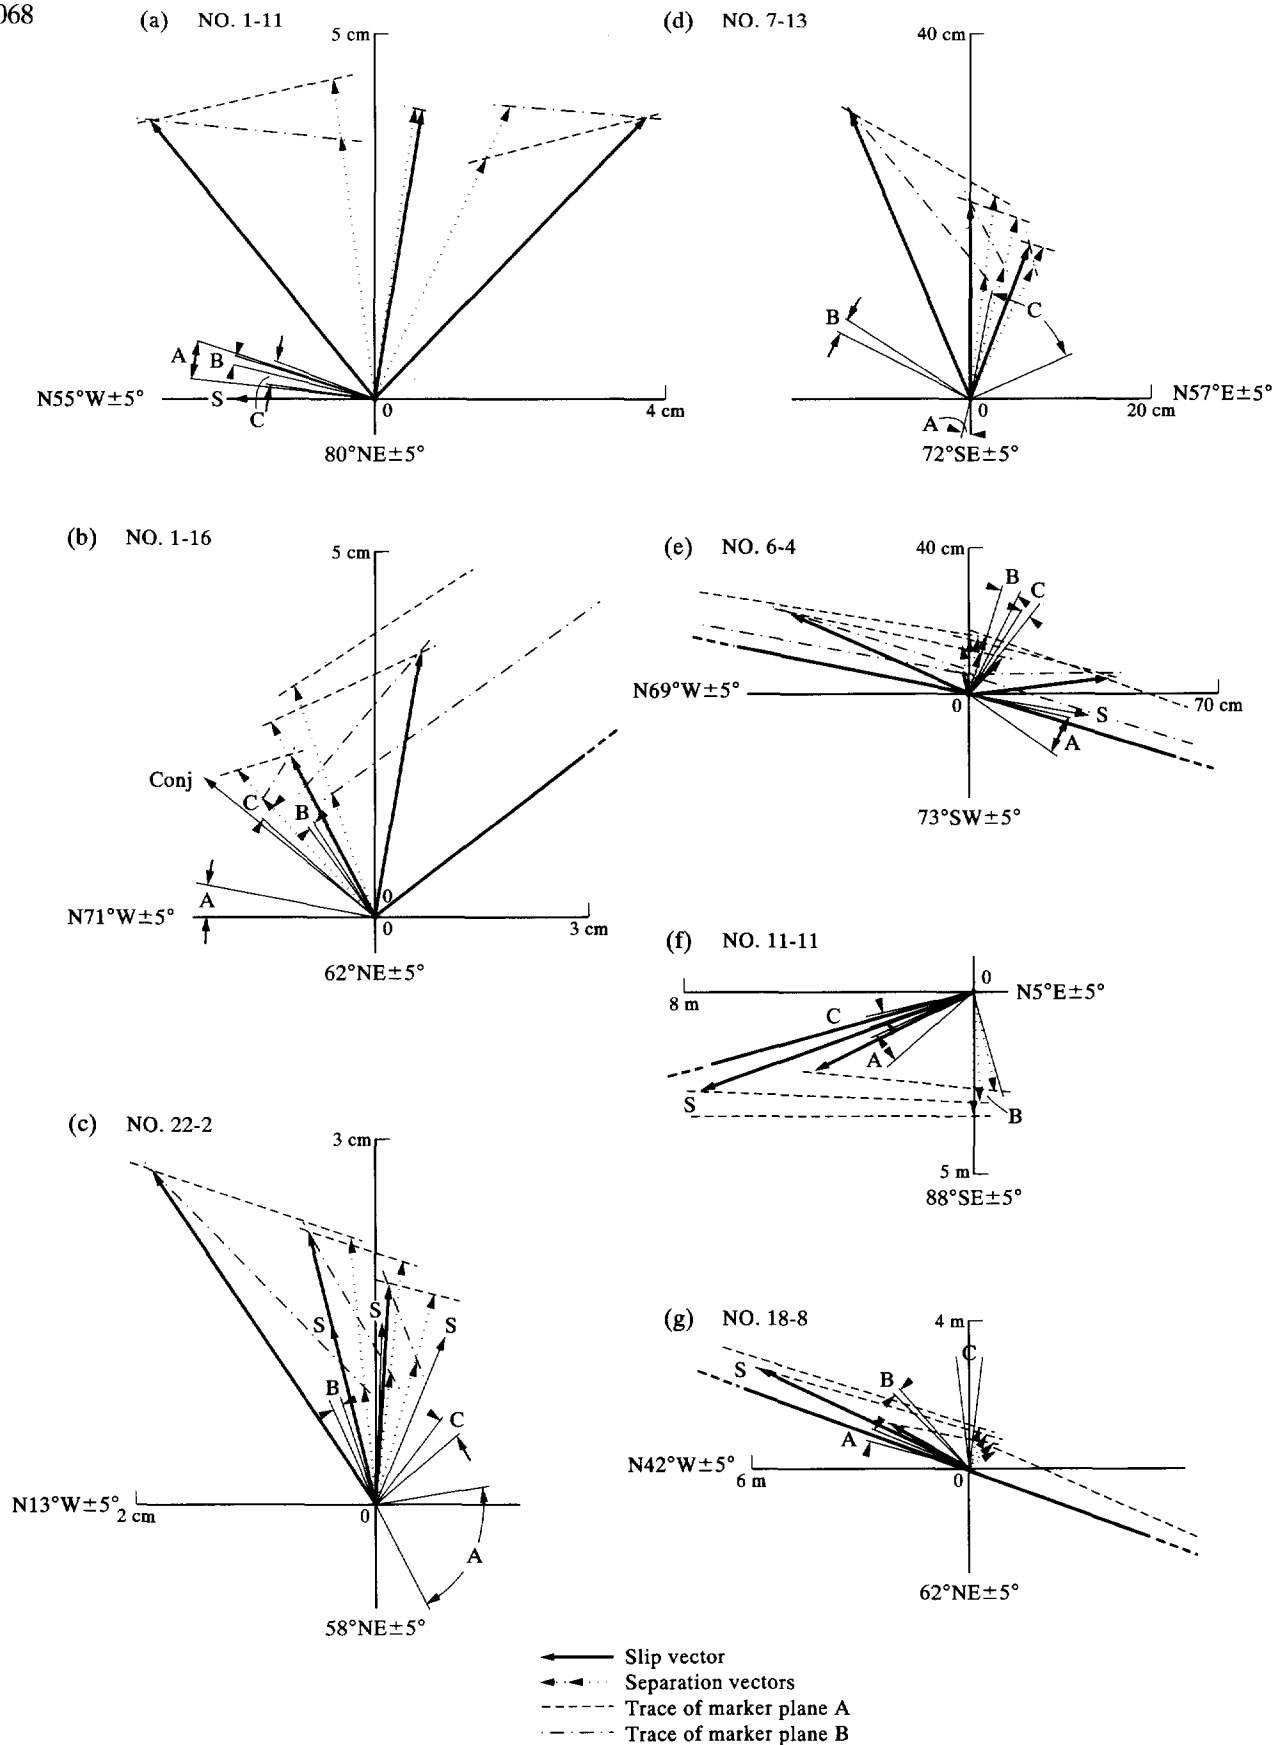 068
(a) NO. 1-11
5 cm
A
B
S
C
N55°W±5°
0
4 cm
80°NE±5°
(d) NO. 7-13
40 cm
B
C
A
0
20 cm
N57°E±5°
72°SE±5°
(b) NO. 1-16
5 cm
Conj
C
B
A
0
N71°W±5°
0
3 cm
62°NE±5°
(e) NO. 6-4
40 cm
B
C
N69°W±5°
0
70 cm
S
A
73°SW±5°
(f) NO. 11-11
0
N5°E±5°
8 m
C
A
S
B
5 m
88°SE±5°
(c) NO. 22-2
3 cm
S
S
S
B
C
N13°W±5°
2 cm
0
A
58°NE±5°
(g) NO. 18-8
4 m
C
S
B
A
N42°W±5°
6 m
0
62°NE±5°
Slip vector
Separation vectors
Trace of marker plane A
Trace of marker plane B